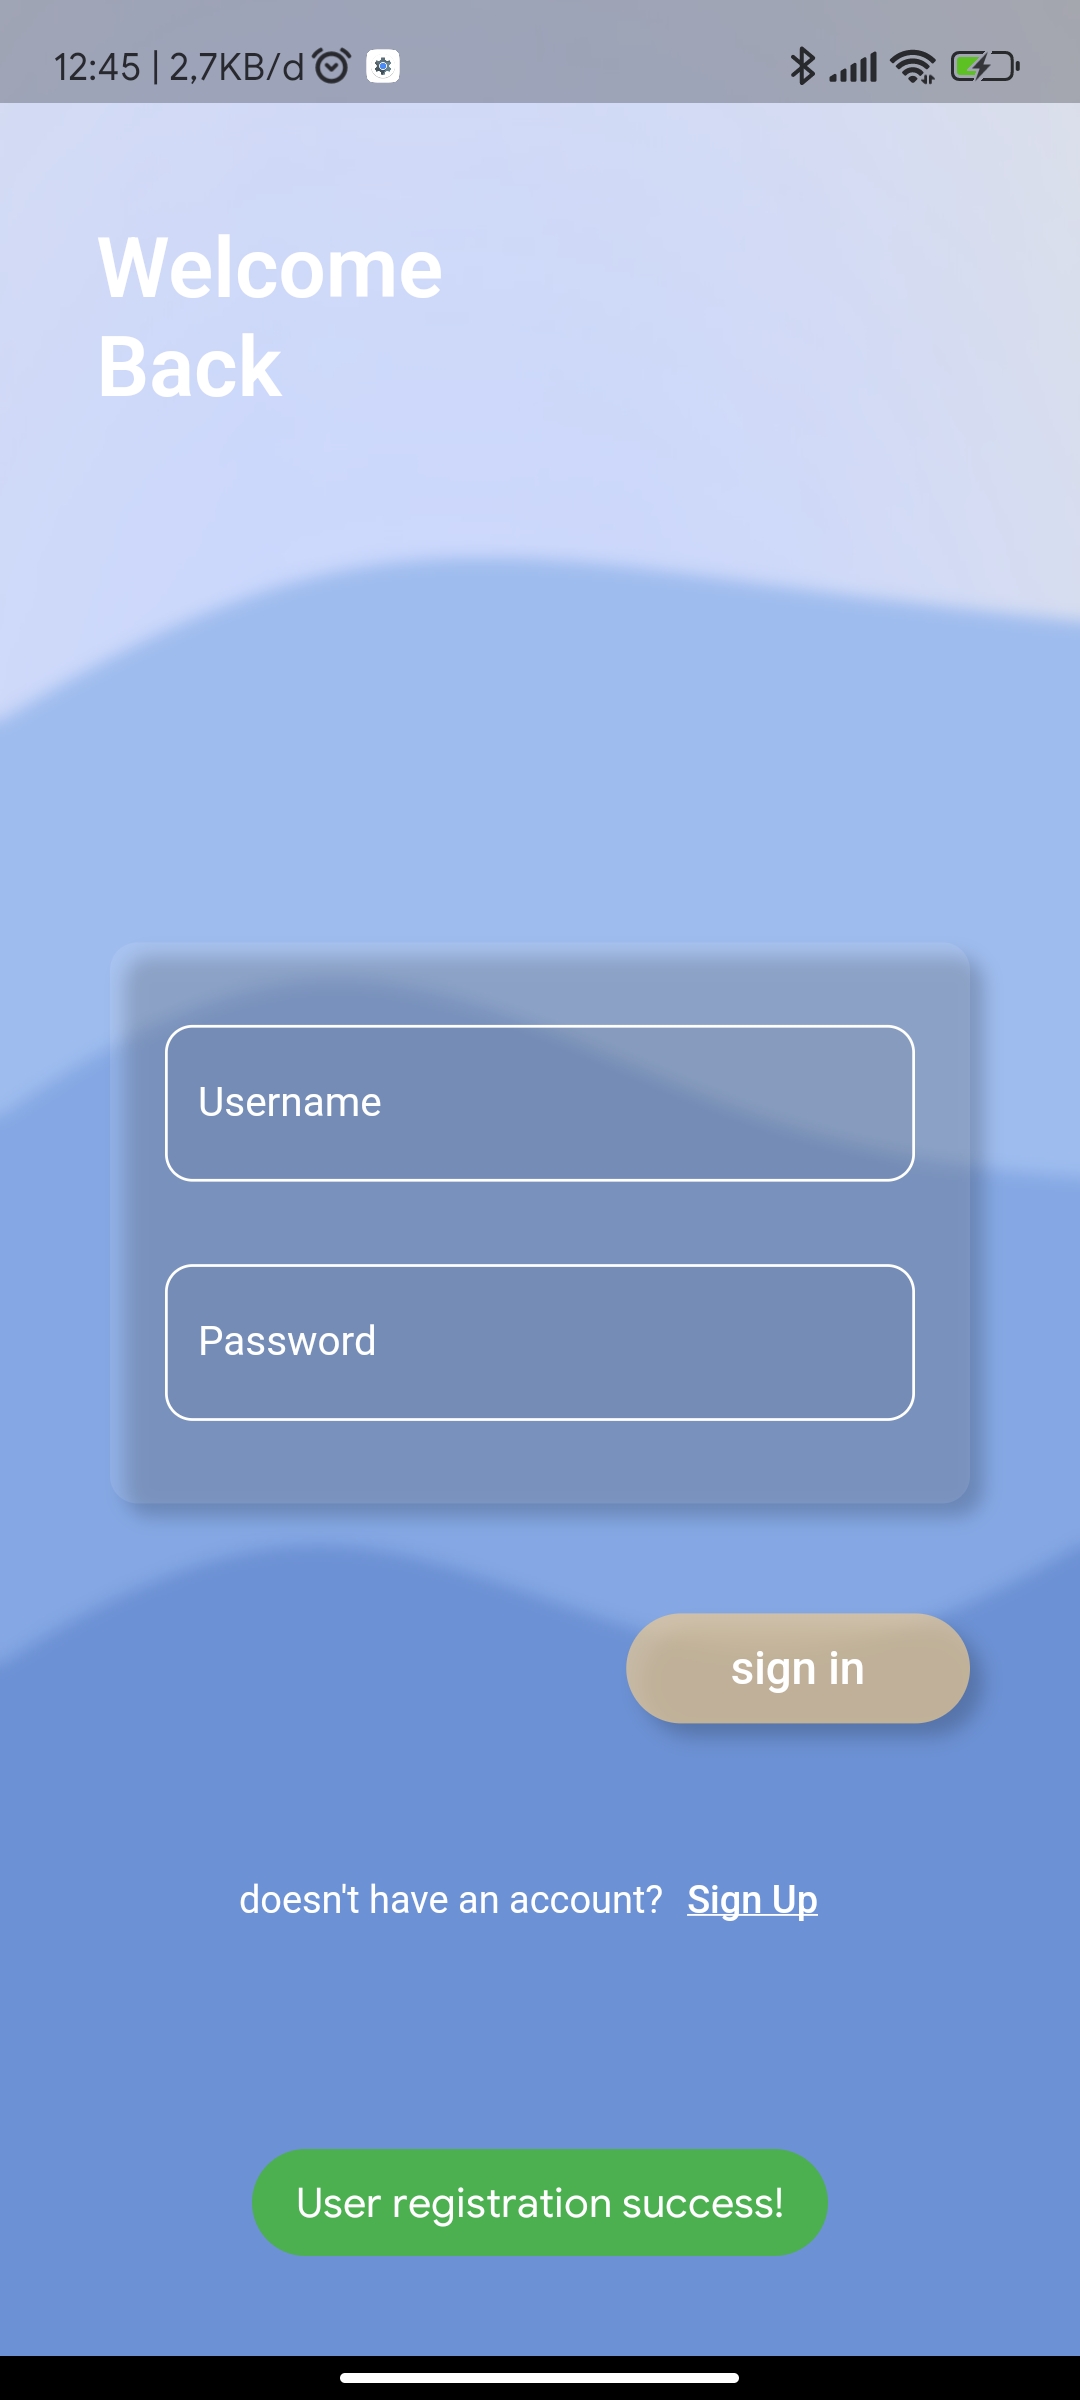 12:45 | 2,7KB/d
Welcome
Back
Username
Password
sign in
doesn't have an account? Sign Up
User registration success!